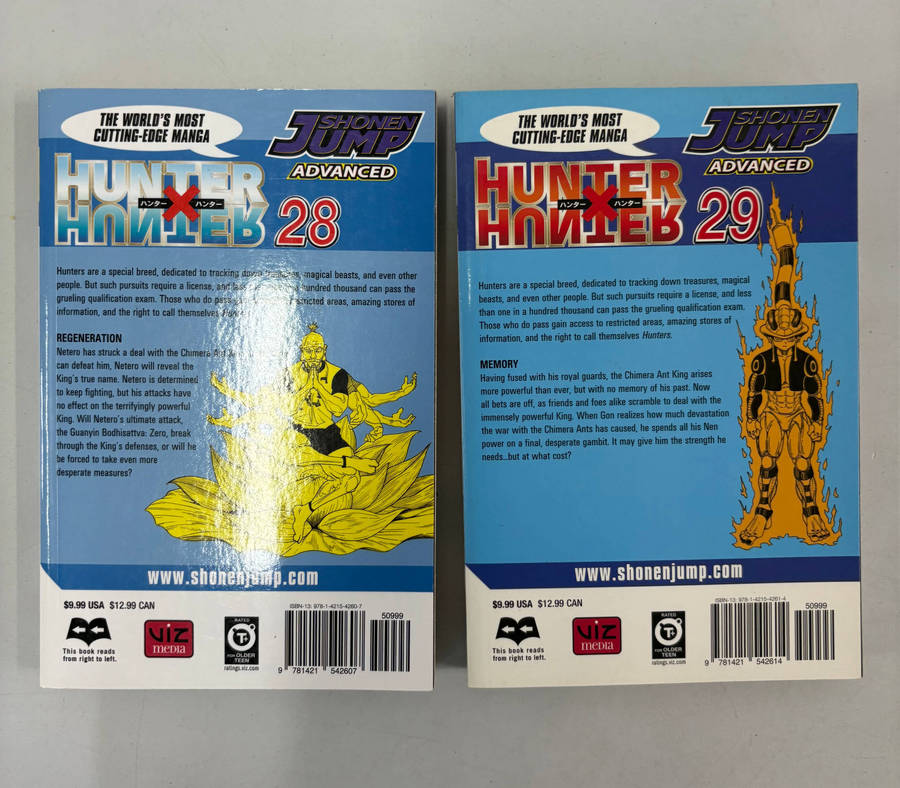 THE WORLD'S MOST
CUTTING-EDGE MANGA
SHONEN
JUMP
ADVANCED
HUNTER
ハンター X ハンター
HUNTER
28
Hunters are a special breed, dedicated to tracking down treasures, magical beasts, and even other
people. But such pursuits require a license, and less a hundred thousand can pass the
grueling qualification exam. Those who do pass restricted areas, amazing stores of
information, and the right to call themselves
REGENERATION
Netero has struck a deal with the Chimera Ant
can defeat him, Netero will reveal the
King's true name. Netero is determined
to keep fighting, but his attacks have
no effect on the terrifyingly powerful
King. Will Netero's ultimate attack,
the Guanyin Bodhisattva: Zero, break
through the King's defenses, or will he
be forced to take even more
desperate measures?
www.shonenjump.com
$9.99 USA $12.99 CAN
This book reads
from right to left.
VIZ
media
RATED
T+
FOR OLDER
TEEN
ratings.viz.com
ISBN-13: 978-1-4215-4260-7
50999
9 781421 542607
THE WORLD'S MOST
CUTTING-EDGE MANGA
SHONEN
JUMP
ADVANCED
HUNTER
ハンター X ハンター
HUNTER
29
Hunters are a special breed, dedicated to tracking down treasures, magical
beasts, and even other people. But such pursuits require a license, and less
than one in a hundred thousand can pass the grueling qualification exam.
Those who do pass gain access to restricted areas, amazing stores of
information, and the right to call themselves Hunters.
MEMORY
Having fused with his royal guards, the Chimera Ant King arises
more powerful than ever, but with no memory of his past. Now
all bets are off, as friends and foes alike scramble to deal with the
immensely powerful King. When Gon realizes how much devastation
the war with the Chimera Ants has caused, he spends all his Nen
power on a final, desperate gambit. It may give him the strength he
needs...but at what cost?
www.shonenjump.com
$9.99 USA $12.99 CAN
This book reads
from right to left.
VIZ
media
RATED
T+
FOR OLDER
TEEN
ratings.viz.com
ISBN-13: 978-1-4215-4261-4
50999
9 781421 542614